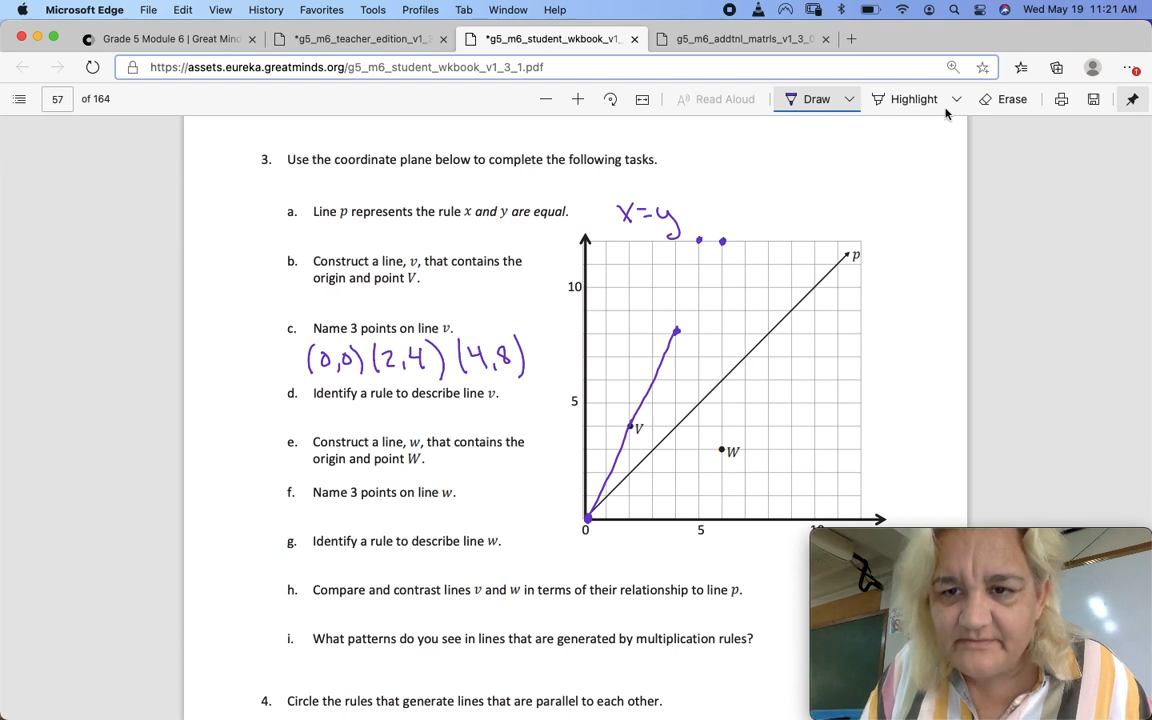 Microsoft Edge File Edit View History Favorites Tools Profiles Tab Window Help Wed May 19 11:21 AM
Grade 5 Module 6 | Great Mind *g5_m6_teacher_edition_v1_ *g5_m6_student_wkbook_v1_ g5_m6_addtnl_matrls_v1_3_0
https://assets.eureka.greatminds.org/g5_m6_student_wkbook_v1_3_1.pdf
57 of 164 Read Aloud Draw Highlight Erase
3. Use the coordinate plane below to complete the following tasks.
a. Line p represents the rule x and y are equal.
x=y
b. Construct a line, v, that contains the
origin and point V.
c. Name 3 points on line v.
(0,0) (2,4) (4,8)
d. Identify a rule to describe line v.
e. Construct a line, w, that contains the
origin and point W.
f. Name 3 points on line w.
g. Identify a rule to describe line w.
p
10
5
V
W
0 5
h. Compare and contrast lines v and w in terms of their relationship to line p.
i. What patterns do you see in lines that are generated by multiplication rules?
4. Circle the rules that generate lines that are parallel to each other.